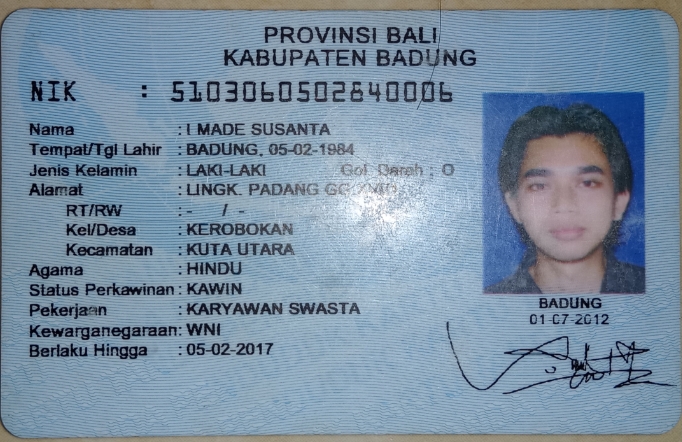 PROVINSI BALI
KABUPATEN BADUNG
NIK : 5103060502840006
Nama : I MADE SUSANTA
Tempat/Tgl Lahir : BADUNG, 05-02-1984
Jenis Kelamin : LAKI-LAKI Gol Darah : O
Alamat : LINGK. PADANG
RT/RW : - / -
Kel/Desa : KEROBOKAN
Kecamatan : KUTA UTARA
Agama : HINDU
Status Perkawinan : KAWIN
Pekerjaan : KARYAWAN SWASTA
Kewarganegaraan : WNI
Berlaku Hingga : 05-02-2017
BADUNG
01-07-2012